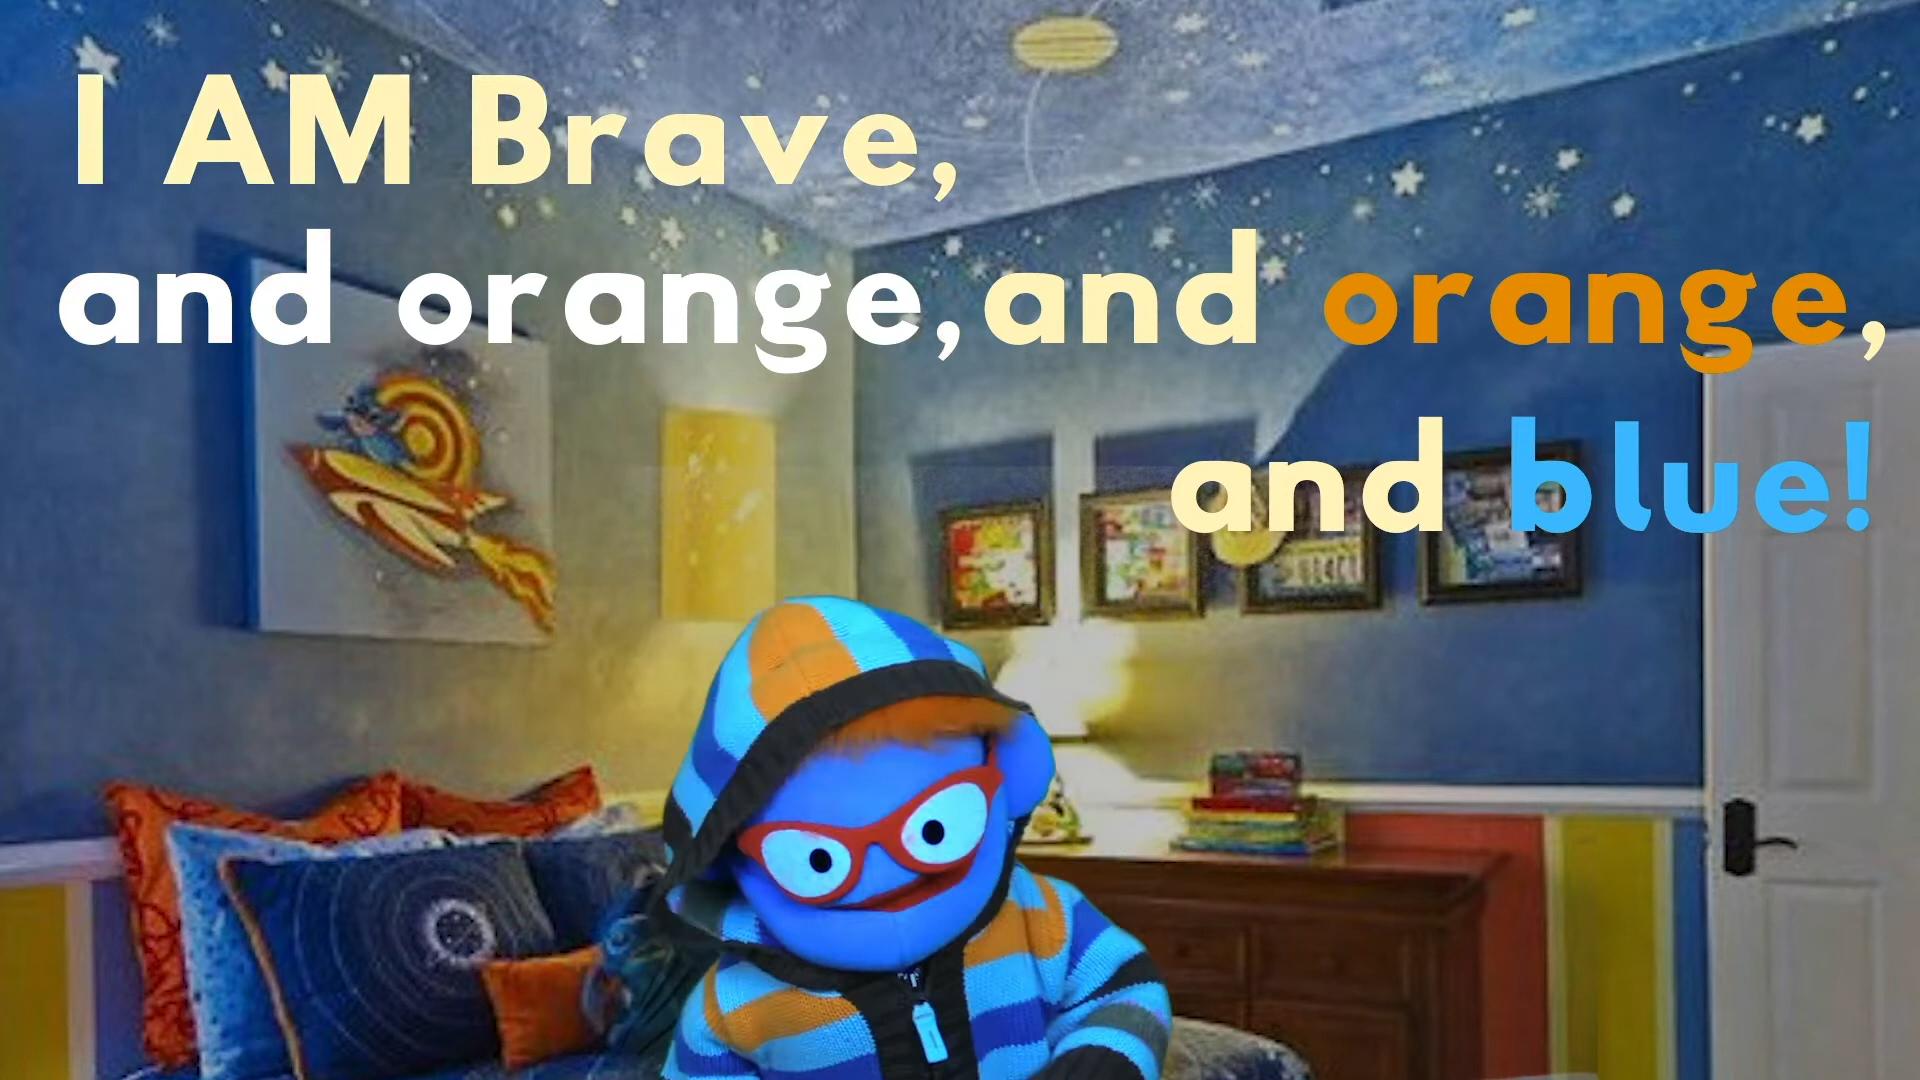 I AM Brave,
and orange, and orange,
and blue!